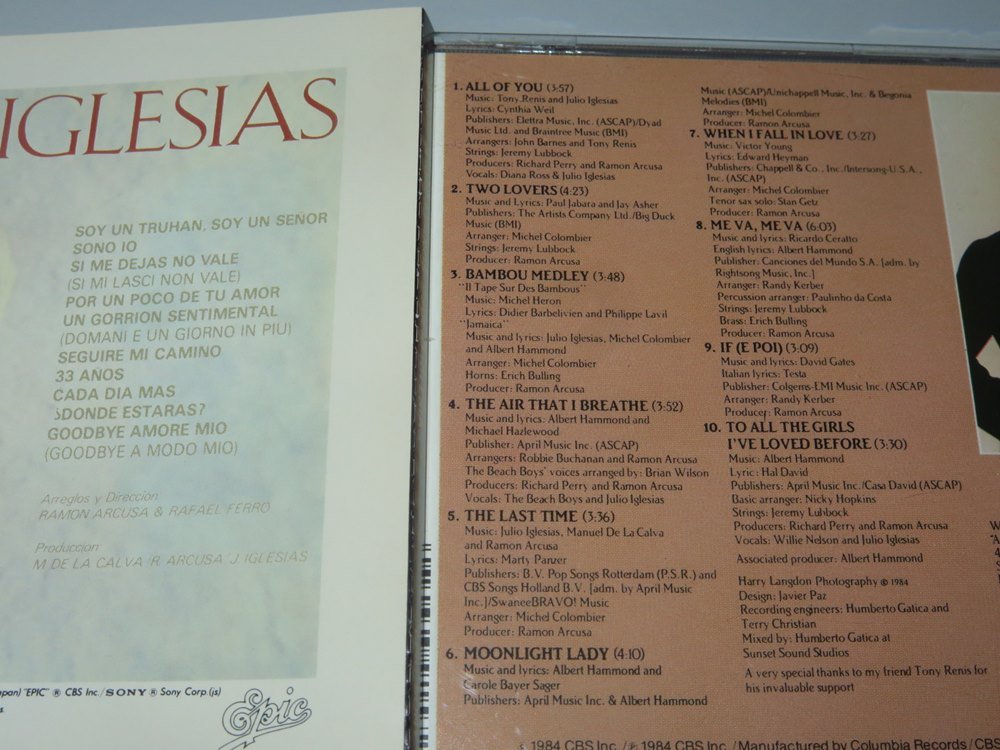 IGLESIAS
SOY UN TRUHAN, SOY UN SEÑOR
SONO IO
SI ME DEJAS NO VALE
(SI MI LASCI NON VALE)
POR UN POCO DE TU AMOR
UN GORRION SENTIMENTAL
(DOMANI E UN GIORNO IN PIU)
SEGUIRE MI CAMINO
33 AÑOS
CADA DIA MAS
¿DONDE ESTARAS?
GOODBYE AMORE MIO
(GOODBYE A MODO MIO)
Arreglos y Dirección
RAMON ARCUSA & RAFAEL FERRO
Produccion
M DE LA CALVA R. ARCUSA J IGLESIAS
"EPIC" ® CBS Inc./SONY ® Sony Corp.(js)
Epic
1. ALL OF YOU (3:57)
Music: Tony Renis and Julio Iglesias
Lyrics: Cynthia Weil
Publishers: Elettra Music, Inc. (ASCAP)/Dyad
Music Ltd. and Braintree Music (BMI)
Arrangers: John Barnes and Tony Renis
Strings: Jeremy Lubbock
Producers: Richard Perry and Ramon Arcusa
Vocals: Diana Ross & Julio Iglesias
2. TWO LOVERS (4:23)
Music and Lyrics: Paul Jabara and Jay Asher
Publishers: The Artists Company Ltd./Big Duck
Music (BMI)
Arranger: Michel Colombier
Strings: Jeremy Lubbock
Producer: Ramon Arcusa
3. BAMBOU MEDLEY (3:48)
"Il Tape Sur Des Bambous"
Music: Michel Heron
Lyrics: Didier Barbelivien and Philippe Lavil
"Jamaica"
Music and lyrics: Julio Iglesias, Michel Colombier
and Albert Hammond
Arranger: Michel Colombier
Horns: Erich Bulling
Producer: Ramon Arcusa
4. THE AIR THAT I BREATHE (3:52)
Music and lyrics: Albert Hammond and
Michael Hazlewood
Publisher: April Music Inc. (ASCAP)
Arrangers: Robbie Buchanan and Ramon Arcusa
The Beach Boys' voices arranged by: Brian Wilson
Producers: Richard Perry and Ramon Arcusa
Vocals: The Beach Boys and Julio Iglesias
5. THE LAST TIME (3:36)
Music: Julio Iglesias, Manuel De La Calva
and Ramon Arcusa
Lyrics: Marty Panzer
Publishers: B.V. Pop Songs Rotterdam (P.S.R.) and
CBS Songs Holland B.V. [adm. by April Music
Inc.]/SwaneeBRAVO! Music
Arranger: Michel Colombier
Producer: Ramon Arcusa
6. MOONLIGHT LADY (4:10)
Music and lyrics: Albert Hammond and
Carole Bayer Sager
Publishers: April Music Inc. & Albert Hammond
Music (ASCAP)/Unichappell Music, Inc. & Begonia
Melodies (BMI)
Arranger: Michel Colombier
Producer: Ramon Arcusa
7. WHEN I FALL IN LOVE (3:27)
Music: Victor Young
Lyrics: Edward Heyman
Publishers: Chappell & Co., Inc./Intersong-U.S.A.,
Inc. (ASCAP)
Arranger: Michel Colombier
Tenor sax solo: Stan Getz
Producer: Ramon Arcusa
8. ME VA, ME VA (6:03)
Music and lyrics: Ricardo Ceratto
English lyrics: Albert Hammond
Publisher: Canciones del Mundo S.A. [adm. by
Rightsong Music, Inc.]
Arranger: Randy Kerber
Percussion arranger: Paulinho da Costa
Strings: Jeremy Lubbock
Brass: Erich Bulling
Producer: Ramon Arcusa
9. IF (E POI) (3:09)
Music and lyrics: David Gates
Italian lyrics: Testa
Publisher: Colgems-EMI Music Inc. (ASCAP)
Arranger: Randy Kerber
Producer: Ramon Arcusa
10. TO ALL THE GIRLS
I'VE LOVED BEFORE (3:30)
Music: Albert Hammond
Lyric: Hal David
Publishers: April Music Inc./Casa David (ASCAP)
Basic arranger: Nicky Hopkins
Strings: Jeremy Lubbock
Producers: Richard Perry and Ramon Arcusa
Vocals: Willie Nelson and Julio Iglesias
Associated producer: Albert Hammond
Harry Langdon Photography © 1984
Design: Javier Paz
Recording engineers: Humberto Gatica and
Terry Christian
Mixed by: Humberto Gatica at
Sunset Sound Studios
A very special thanks to my friend Tony Renis for
his invaluable support
1984 CBS Inc./℗ 1984 CBS Inc./Manufactured by Columbia Records/CBS